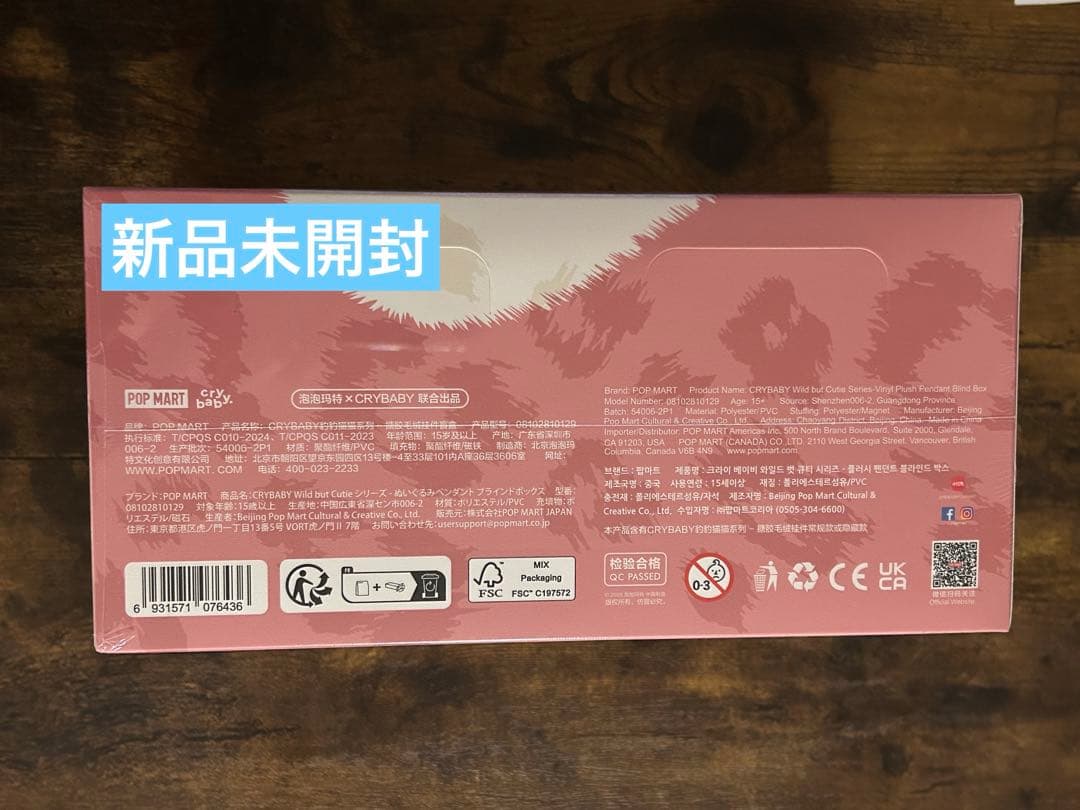 新品未開封
POP MART
cry baby.
泡泡玛特×CRYBABY 联合出品
品牌: POP MART 产品名称: CRYBABY豹豹猫猫系列 - 搪胶毛绒挂件盲盒 产品型号: 08102810129
执行标准: T/CPQS C010-2024、T/CPQS C011-2023 年龄范围: 15岁及以上 产地: 广东省深圳市
006-2 生产批次: 54006-2P1 材质: 聚酯纤维/PVC 填充物: 聚酯纤维/磁铁 制造商: 北京泡泡玛
特文化创意有限公司 地址: 北京市朝阳区望京东园四区13号楼-4至33层101内A座36层3606室 网址:
WWW.POPMART.COM 电话: 400-023-2233
ブランド:POP MART 商品名:CRYBABY Wild but Cutie シリーズ - ぬいぐるみペンダント ブラインドボックス 型番:
08102810129 対象年齢:15歳以上 生産地:中国広東省深セン市006-2 材質:ポリエステル/PVC 充填物:ポ
リエステル/磁石 生産者:Beijing Pop Mart Cultural & Creative Co., Ltd. 販売元:株式会社POP MART JAPAN
住所:東京都港区虎ノ門一丁目13番5号 VORT虎ノ門Ⅱ 7階 お問い合わせ先:usersupport@popmart.co.jp
Brand: POP MART Product Name: CRYBABY Wild but Cutie Series-Vinyl Plush Pendant Blind Box
Model Number: 08102810129 Age: 15+ Source: Shenzhen006-2, Guangdong Province
Batch: 54006-2P1 Material: Polyester/PVC Stuffing: Polyester/Magnet Manufacturer: Beijing
Pop Mart Cultural & Creative Co., Ltd. Address: Chaoyang District, Beijing, China Made in China
Importer/Distributor: POP MART Americas Inc. 500 North Brand Boulevard, Suite 2000, Glendale,
CA 91203, USA POP MART (CANADA) CO.,LTD. 2110 West Georgia Street, Vancouver, British
Columbia, Canada V6B 4N9 www.popmart.com
브랜드 : 팝마트 제품명 : 크라이 베이비 와일드 벗 큐티 시리즈 - 플러시 펜던트 블라인드 박스
제조국명 : 중국 사용연령 : 15세이상 재질 : 폴리에스테르섬유/PVC
충전재 : 폴리에스테르섬유/자석 제조자명 : Beijing Pop Mart Cultural &
Creative Co., Ltd. 수입자명 : ㈜팝마트코리아 (0505-304-6600)
本产品含有CRYBABY豹豹猫猫系列 - 搪胶毛绒挂件常规款或隐藏款
6 931571 076436
FR
FSC
MIX
Packaging
FSC™ C197572
检验合格
QC PASSED
版权所有，仿冒必究。
0-3
CE
UK
CA
微信扫码关注
Official Website